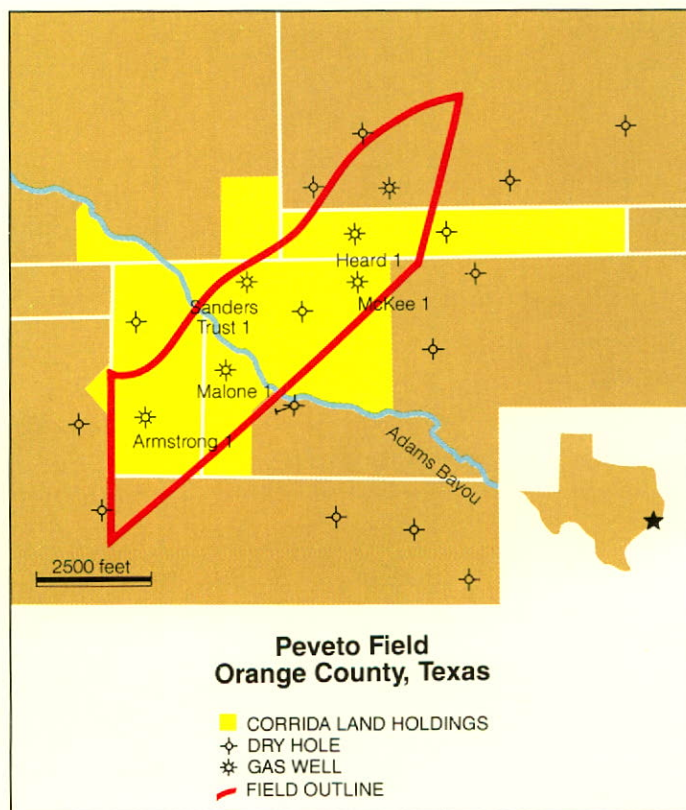 Heard 1
McKee 1
Sanders
Trust 1
Malone 1
Armstrong 1
Adams Bayou
2500 feet
Peveto Field
Orange County, Texas
CORRIDA LAND HOLDINGS
DRY HOLE
GAS WELL
FIELD OUTLINE